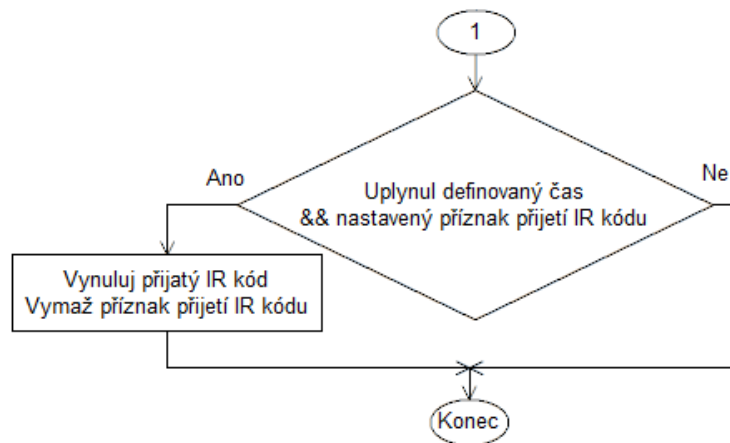 1
Ano
Ne
Uplynul definovaný čas
&& nastavený příznak přijetí IR kódu
Vynuluj přijatý IR kód
Vymaž příznak přijetí IR kódu
Konec